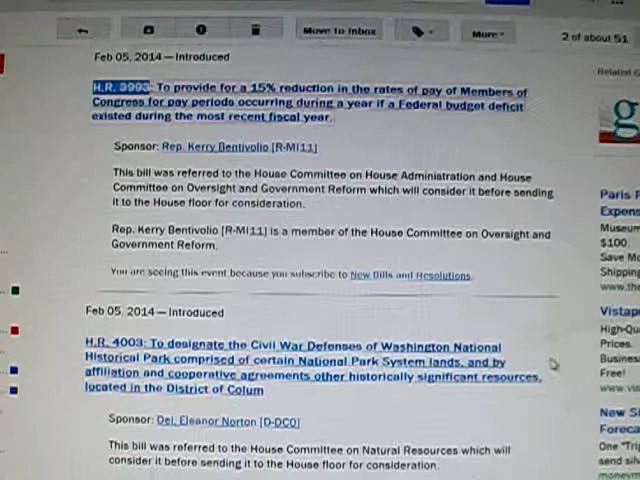 Move to Inbox
More
2 of about 51
Feb 05, 2014 — Introduced
H.R. 3993: To provide for a 15% reduction in the rates of pay of Members of
Congress for pay periods occurring during a year if a Federal budget deficit
existed during the most recent fiscal year.
Sponsor: Rep. Kerry Bentivolio [R-MI11]
This bill was referred to the House Committee on House Administration and House
Committee on Oversight and Government Reform which will consider it before sending
it to the House floor for consideration.
Rep. Kerry Bentivolio [R-MI11] is a member of the House Committee on Oversight and
Government Reform.
You are seeing this event because you subscribe to New Bills and Resolutions.
Feb 05, 2014 — Introduced
H.R. 4003: To designate the Civil War Defenses of Washington National
Historical Park comprised of certain National Park System lands, and by
affiliation and cooperative agreements other historically significant resources,
located in the District of Colum
Sponsor: Del. Eleanor Norton [D-DC0]
This bill was referred to the House Committee on Natural Resources which will
consider it before sending it to the House floor for consideration.
Related G
g
Paris F
Expens
Museum
$100.
Save Mo
Shipping
www.the
Vistap
High-Qu
Prices.
Busines
Free!
www.vis
New Si
Foreca
One "Trip
send silv
moneym